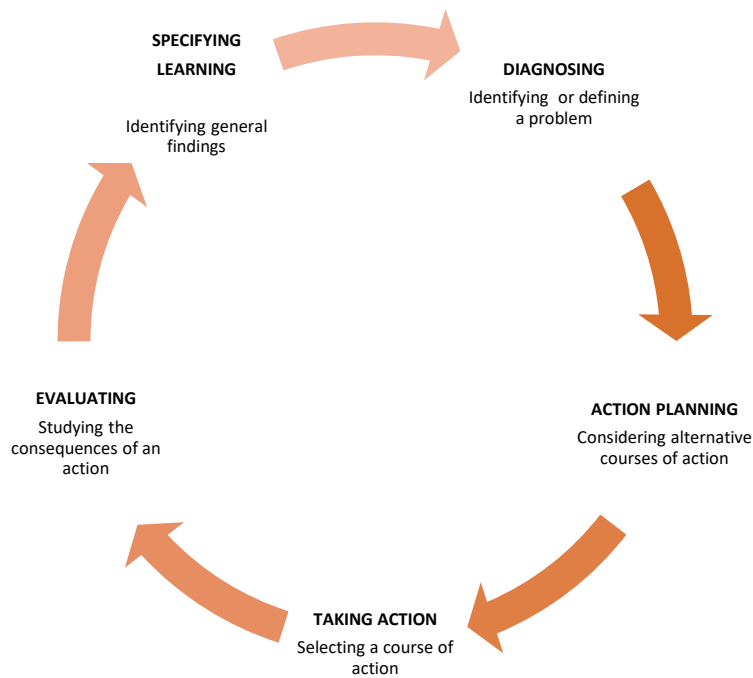 SPECIFYING
LEARNING
Identifying general
findings
DIAGNOSING
Identifying or defining
a problem
ACTION PLANNING
Considering alternative
courses of action
TAKING ACTION
Selecting a course of
action
EVALUATING
Studying the
consequences of an
action